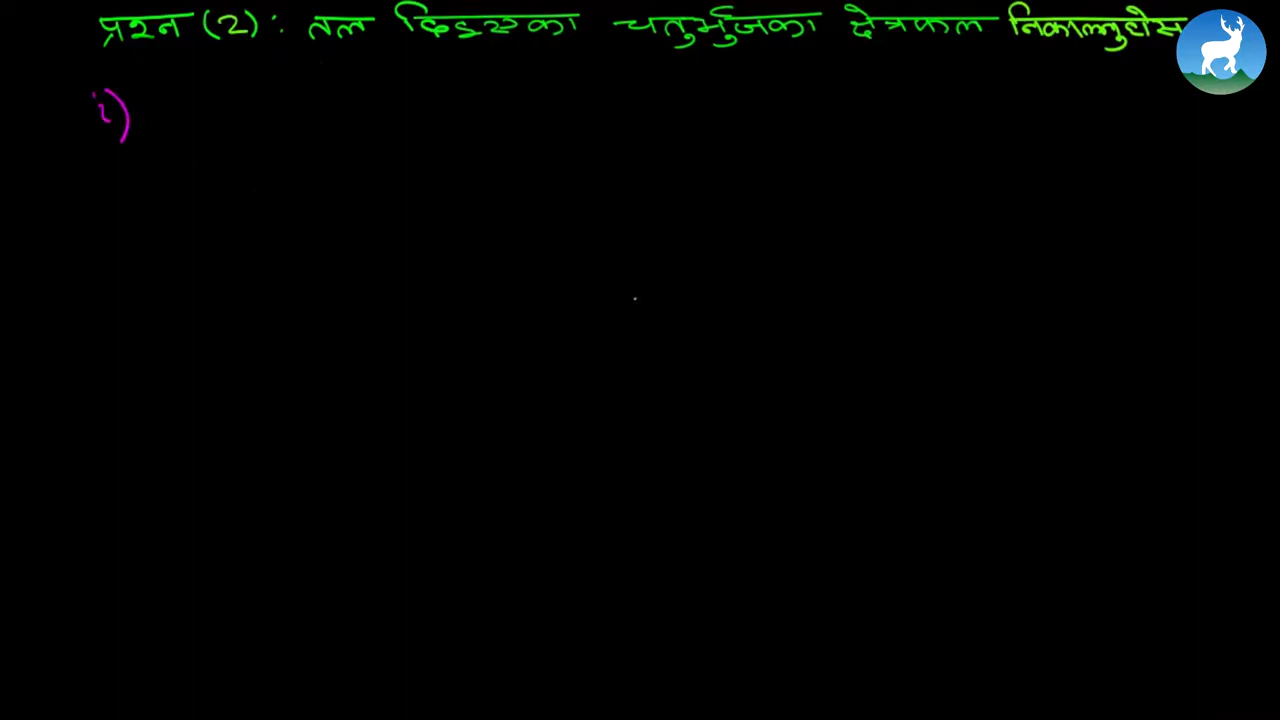 प्रश्न (2): तल दिइएका चतुर्भुजका क्षेत्रफल निकाल्नुहोस
i)